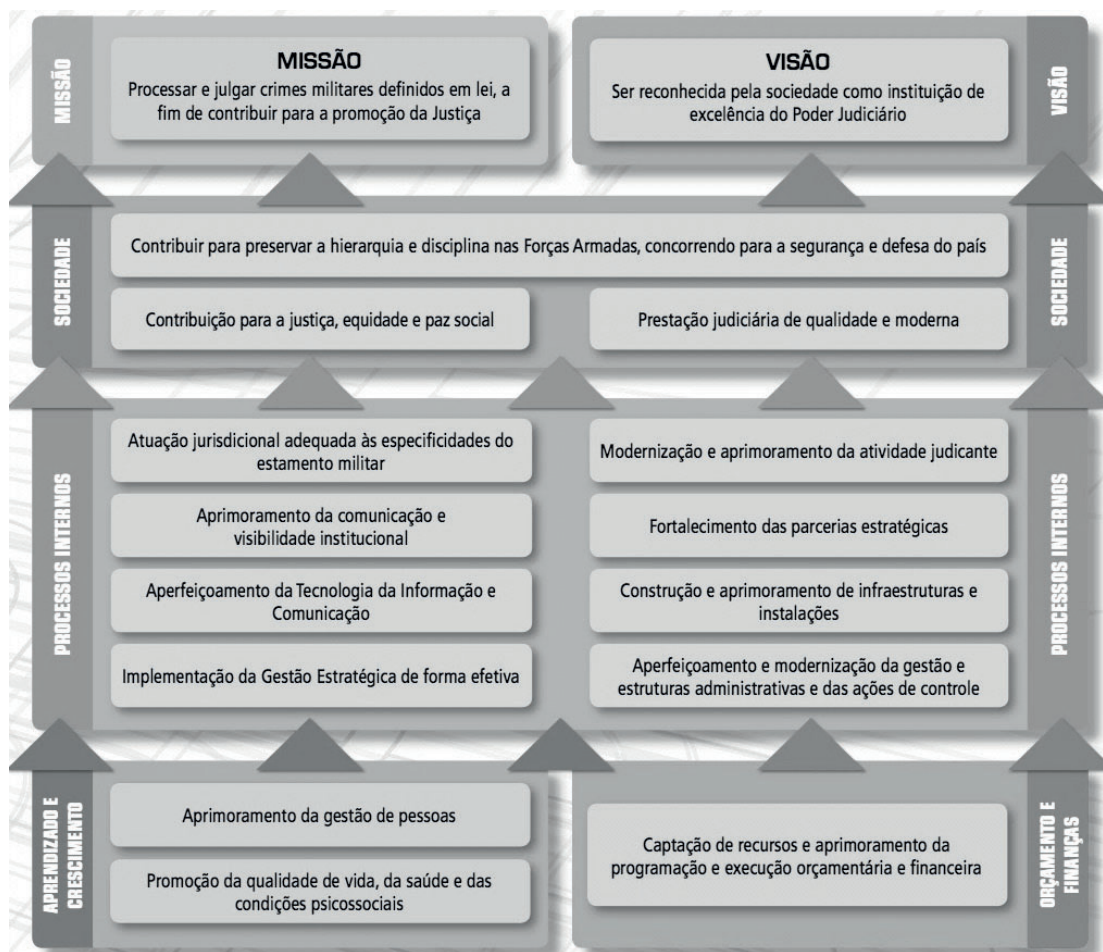 MISSÃO
MISSÃO
Processar e julgar crimes militares definidos em lei, a
fim de contribuir para a promoção da Justiça
VISÃO
Ser reconhecida pela sociedade como instituição de
excelência do Poder Judiciário
VISÃO
SOCIEDADE
Contribuir para preservar a hierarquia e disciplina nas Forças Armadas, concorrendo para a segurança e defesa do país
Contribuição para a justiça, equidade e paz social
Prestação judiciária de qualidade e moderna
SOCIEDADE
PROCESSOS INTERNOS
Atuação jurisdicional adequada às especificidades do
estamento militar
Modernização e aprimoramento da atividade judicante
Aprimoramento da comunicação e
visibilidade institucional
Fortalecimento das parcerias estratégicas
Aperfeiçoamento da Tecnologia da Informação e
Comunicação
Construção e aprimoramento de infraestruturas e
instalações
Implementação da Gestão Estratégica de forma efetiva
Aperfeiçoamento e modernização da gestão e
estruturas administrativas e das ações de controle
PROCESSOS INTERNOS
APRENDIZADO E
CRESCIMENTO
Aprimoramento da gestão de pessoas
Promoção da qualidade de vida, da saúde e das
condições psicossociais
Captação de recursos e aprimoramento da
programação e execução orçamentária e financeira
ORÇAMENTO E
FINANÇAS